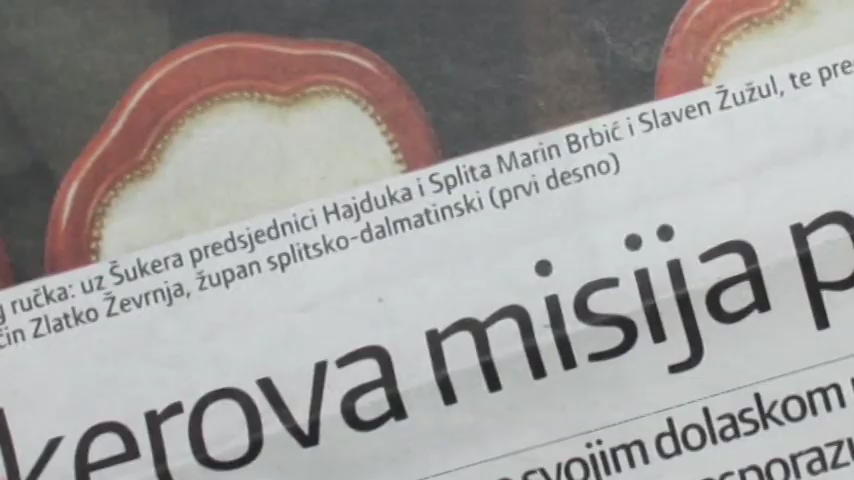 ručka: uz Šukera predsjednici Hajduka i Splita Marin Brbić i Slaven Žužul, te pre
čin Zlatko Ževrnja, župan splitsko-dalmatinski (prvi desno)
kerova misija p
svojim dolaskom
sporazu